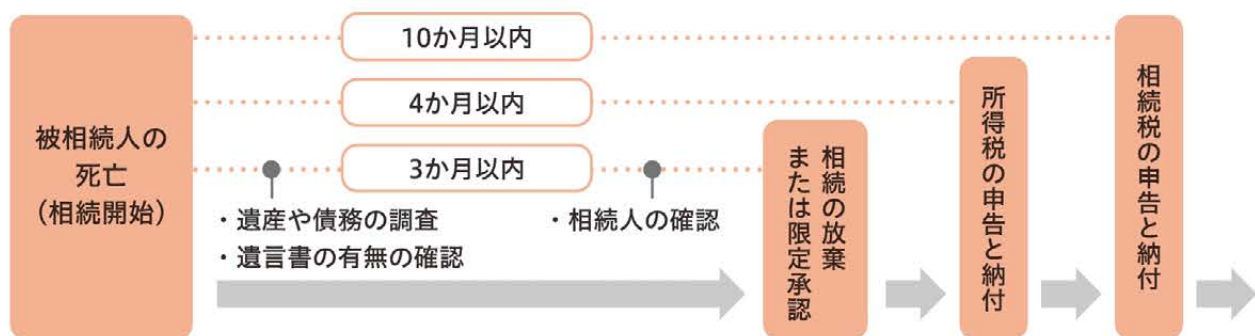 被相続人の
死亡
（相続開始）
10か月以内
4か月以内
3か月以内
・遺産や債務の調査
・遺言書の有無の確認
・相続人の確認
相続の放棄
または限定承認
所得税の申告と納付
相続税の申告と納付